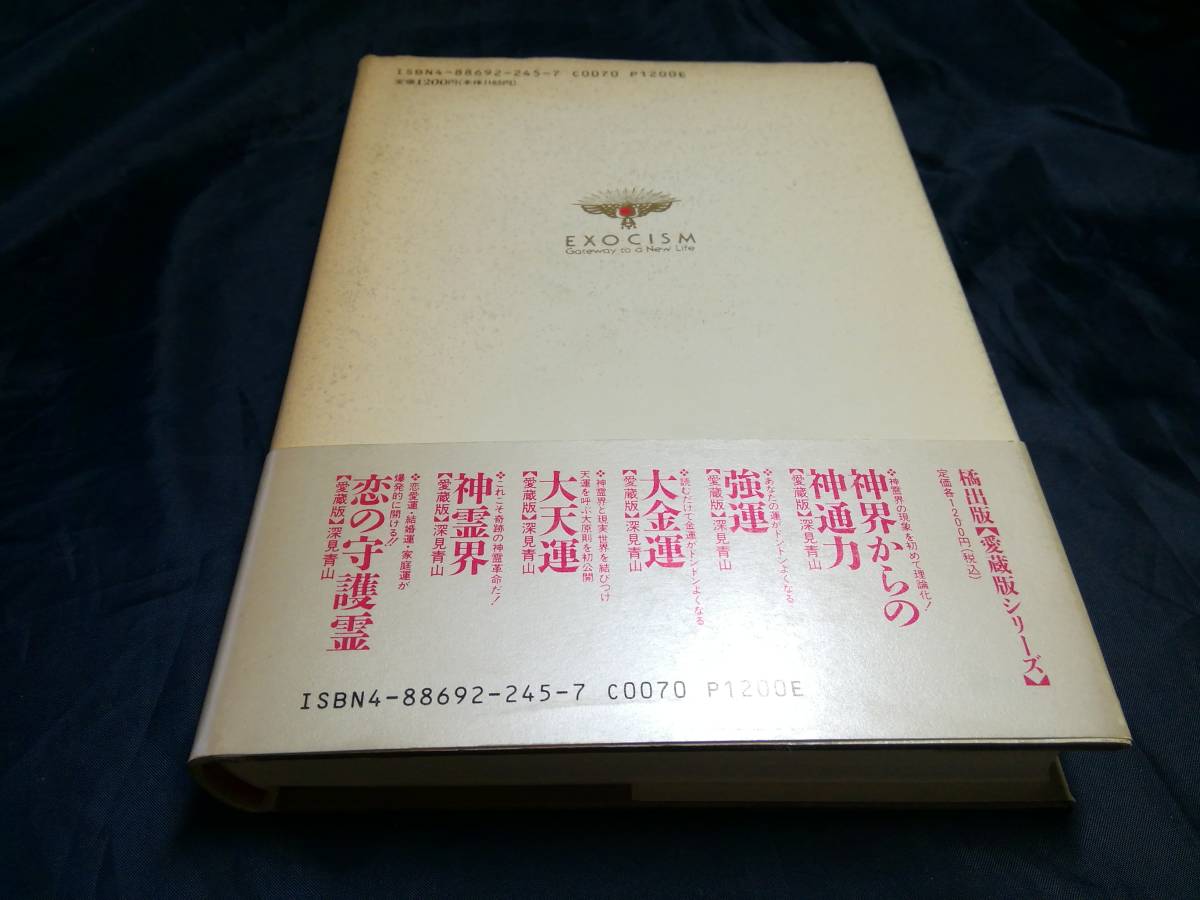 ISBN4-88692-245-7 C0070 P1200E
定価1200円(本体1165円)
EXOCISM
Gateway to a New Life
橘出版【愛蔵版シリーズ】
定価各1200円(税込)
❖神霊界の現象を初めて理論化!
神界からの
神通力
【愛蔵版】深見青山
❖あなたの運がドンドンよくなる
強運
【愛蔵版】深見青山
❖読むだけで金運がドンドンよくなる
大金運
【愛蔵版】深見青山
❖神霊界と現実世界を結びつけ
天運を呼ぶ大原則を初公開
大天運
【愛蔵版】深見青山
❖これこそ奇跡の神霊革命だ!
神霊界
【愛蔵版】深見青山
❖恋愛運・結婚運・家庭運が
爆発的に開ける!!
恋の守護霊
【愛蔵版】深見青山
ISBN4-88692-245-7 C0070 P1200E